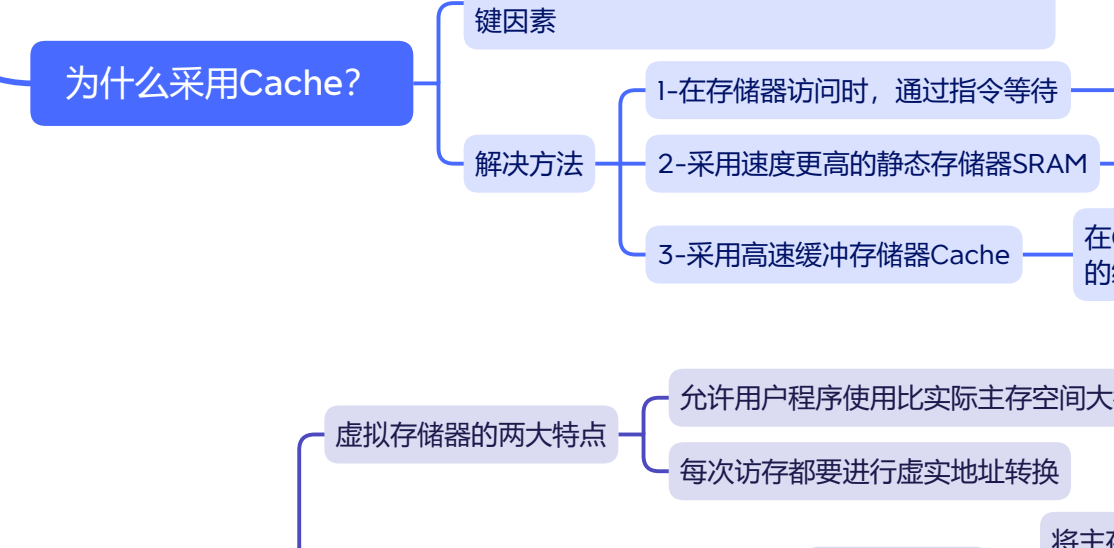 键因素
为什么采用Cache？
1-在存储器访问时，通过指令等待
解决方法
2-采用速度更高的静态存储器SRAM
3-采用高速缓冲存储器Cache
在
的
允许用户程序使用比实际主存空间大
虚拟存储器的两大特点
每次访存都要进行虚实地址转换
将主存